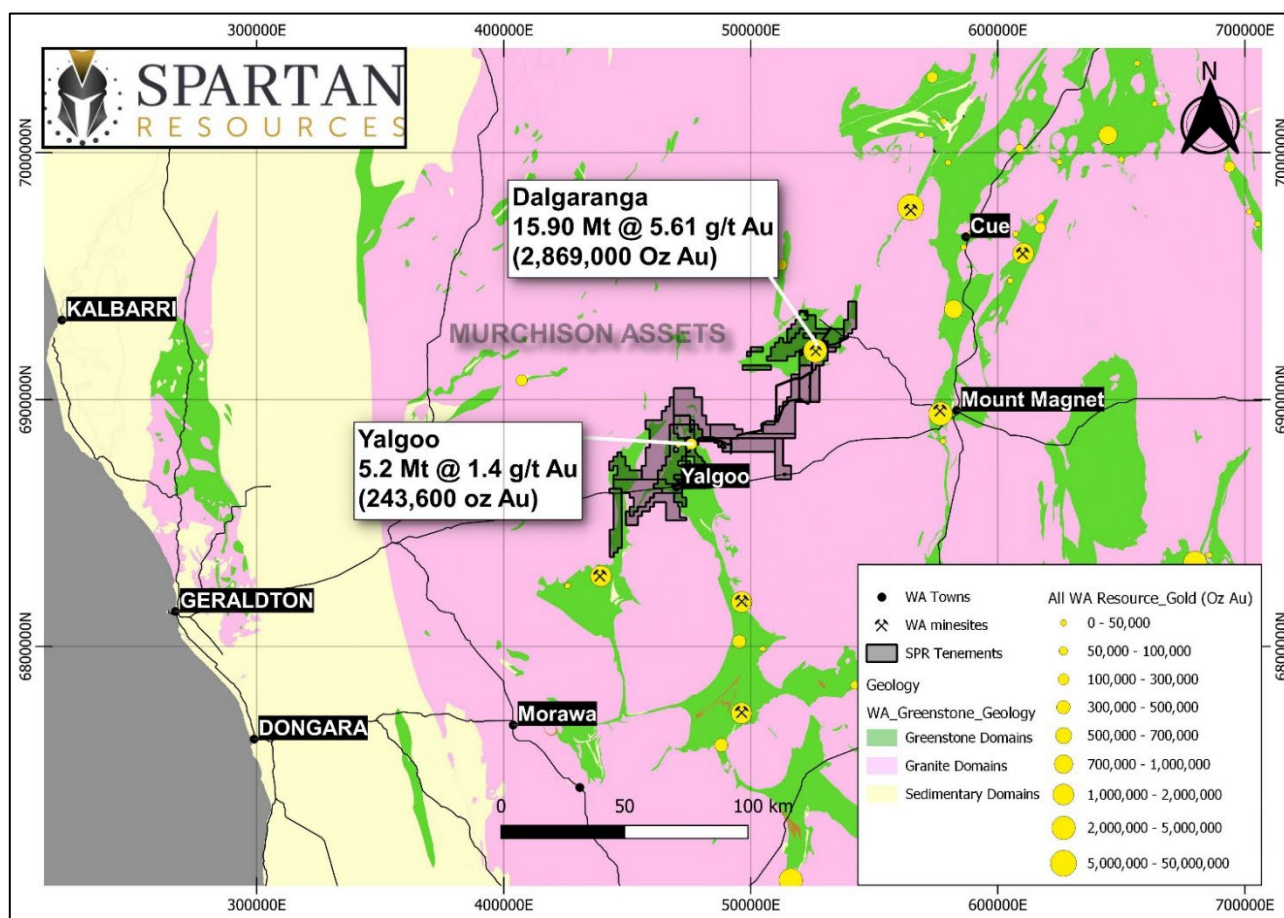 SPARTAN
RESOURCES
300000E
400000E
500000E
600000E
700000E
N
7000000N
7000000N
Dalgaranga
15.90 Mt @ 5.61 g/t Au
(2,869,000 Oz Au)
Cue
KALBARRI
MURCHISON ASSETS
6900000N
6900000N
Mount Magnet
Yalgoo
5.2 Mt @ 1.4 g/t Au
(243,600 oz Au)
Yalgoo
GERALDTON
6800000N
6800000N
Morawa
DONGARA
0
50
100 km
WA Towns
WA minesites
SPR Tenements
Geology
WA_Greenstone_Geology
Greenstone Domains
Granite Domains
Sedimentary Domains
All WA Resource_Gold (Oz Au)
0 - 50,000
50,000 - 100,000
100,000 - 300,000
300,000 - 500,000
500,000 - 700,000
700,000 - 1,000,000
1,000,000 - 2,000,000
2,000,000 - 5,000,000
5,000,000 - 50,000,000
300000E
400000E
500000E
600000E
700000E